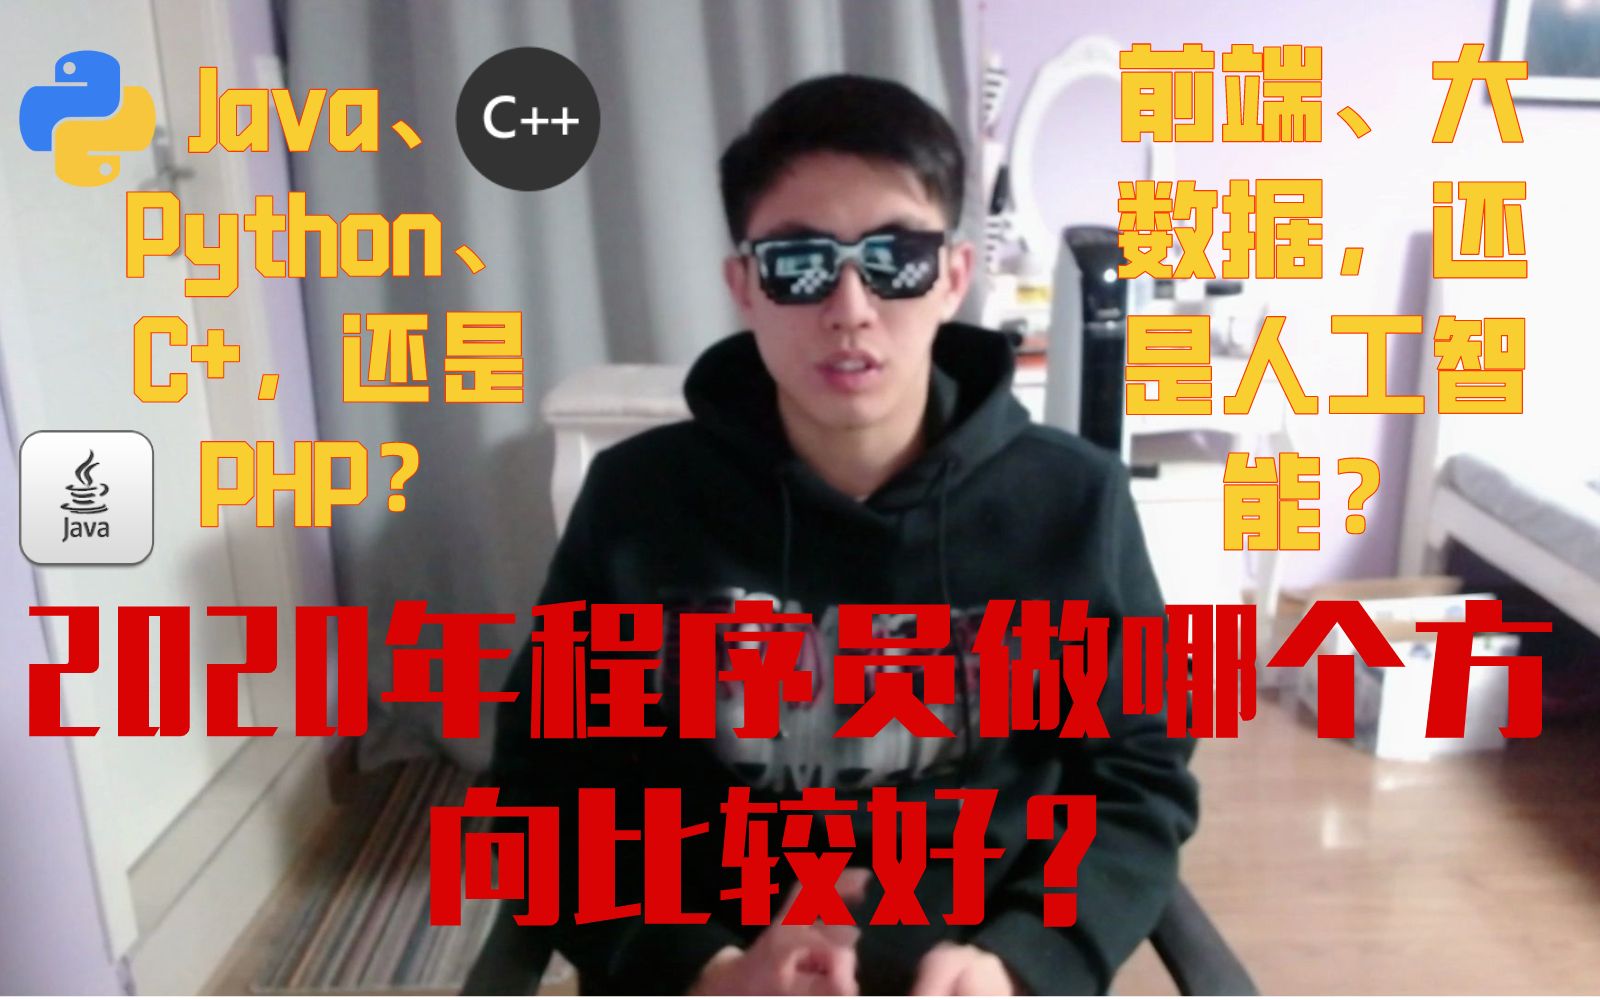 Java、
C++
Python、
C+，还是
PHP？
Java
前端、大
数据，还
是人工智
能？
2020年程序员做哪个方
向比较好？